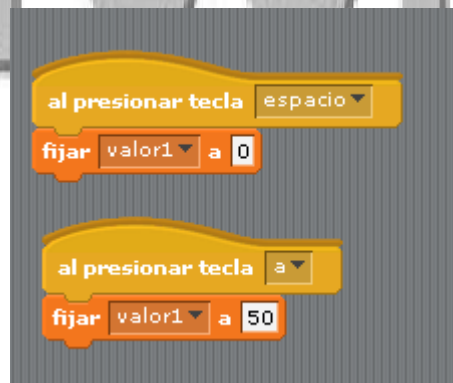 al presionar tecla espacio
fijar valor1 a 0
al presionar tecla a
fijar valor1 a 50